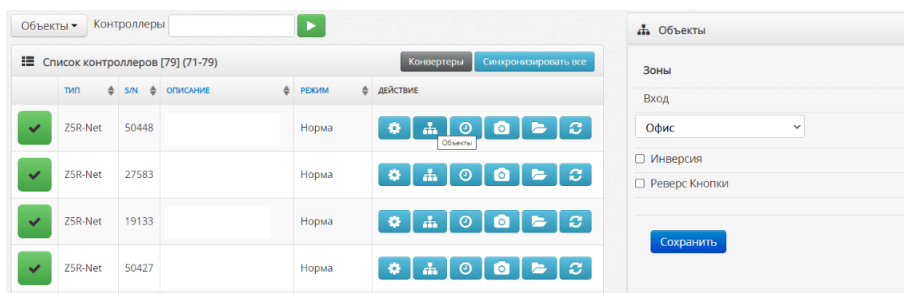 Объекты Контроллеры
Список контроллеров [79] (71-79) Конвертеры Синхронизировать все
ТИП S/N ОПИСАНИЕ РЕЖИМ ДЕЙСТВИЕ
Z5R-Net 50448 Норма
Объекты
Z5R-Net 27583 Норма
Z5R-Net 19133 Норма
Z5R-Net 50427 Норма
Объекты
Зоны
Вход
Офис
Инверсия
Реверс Кнопки
Сохранить